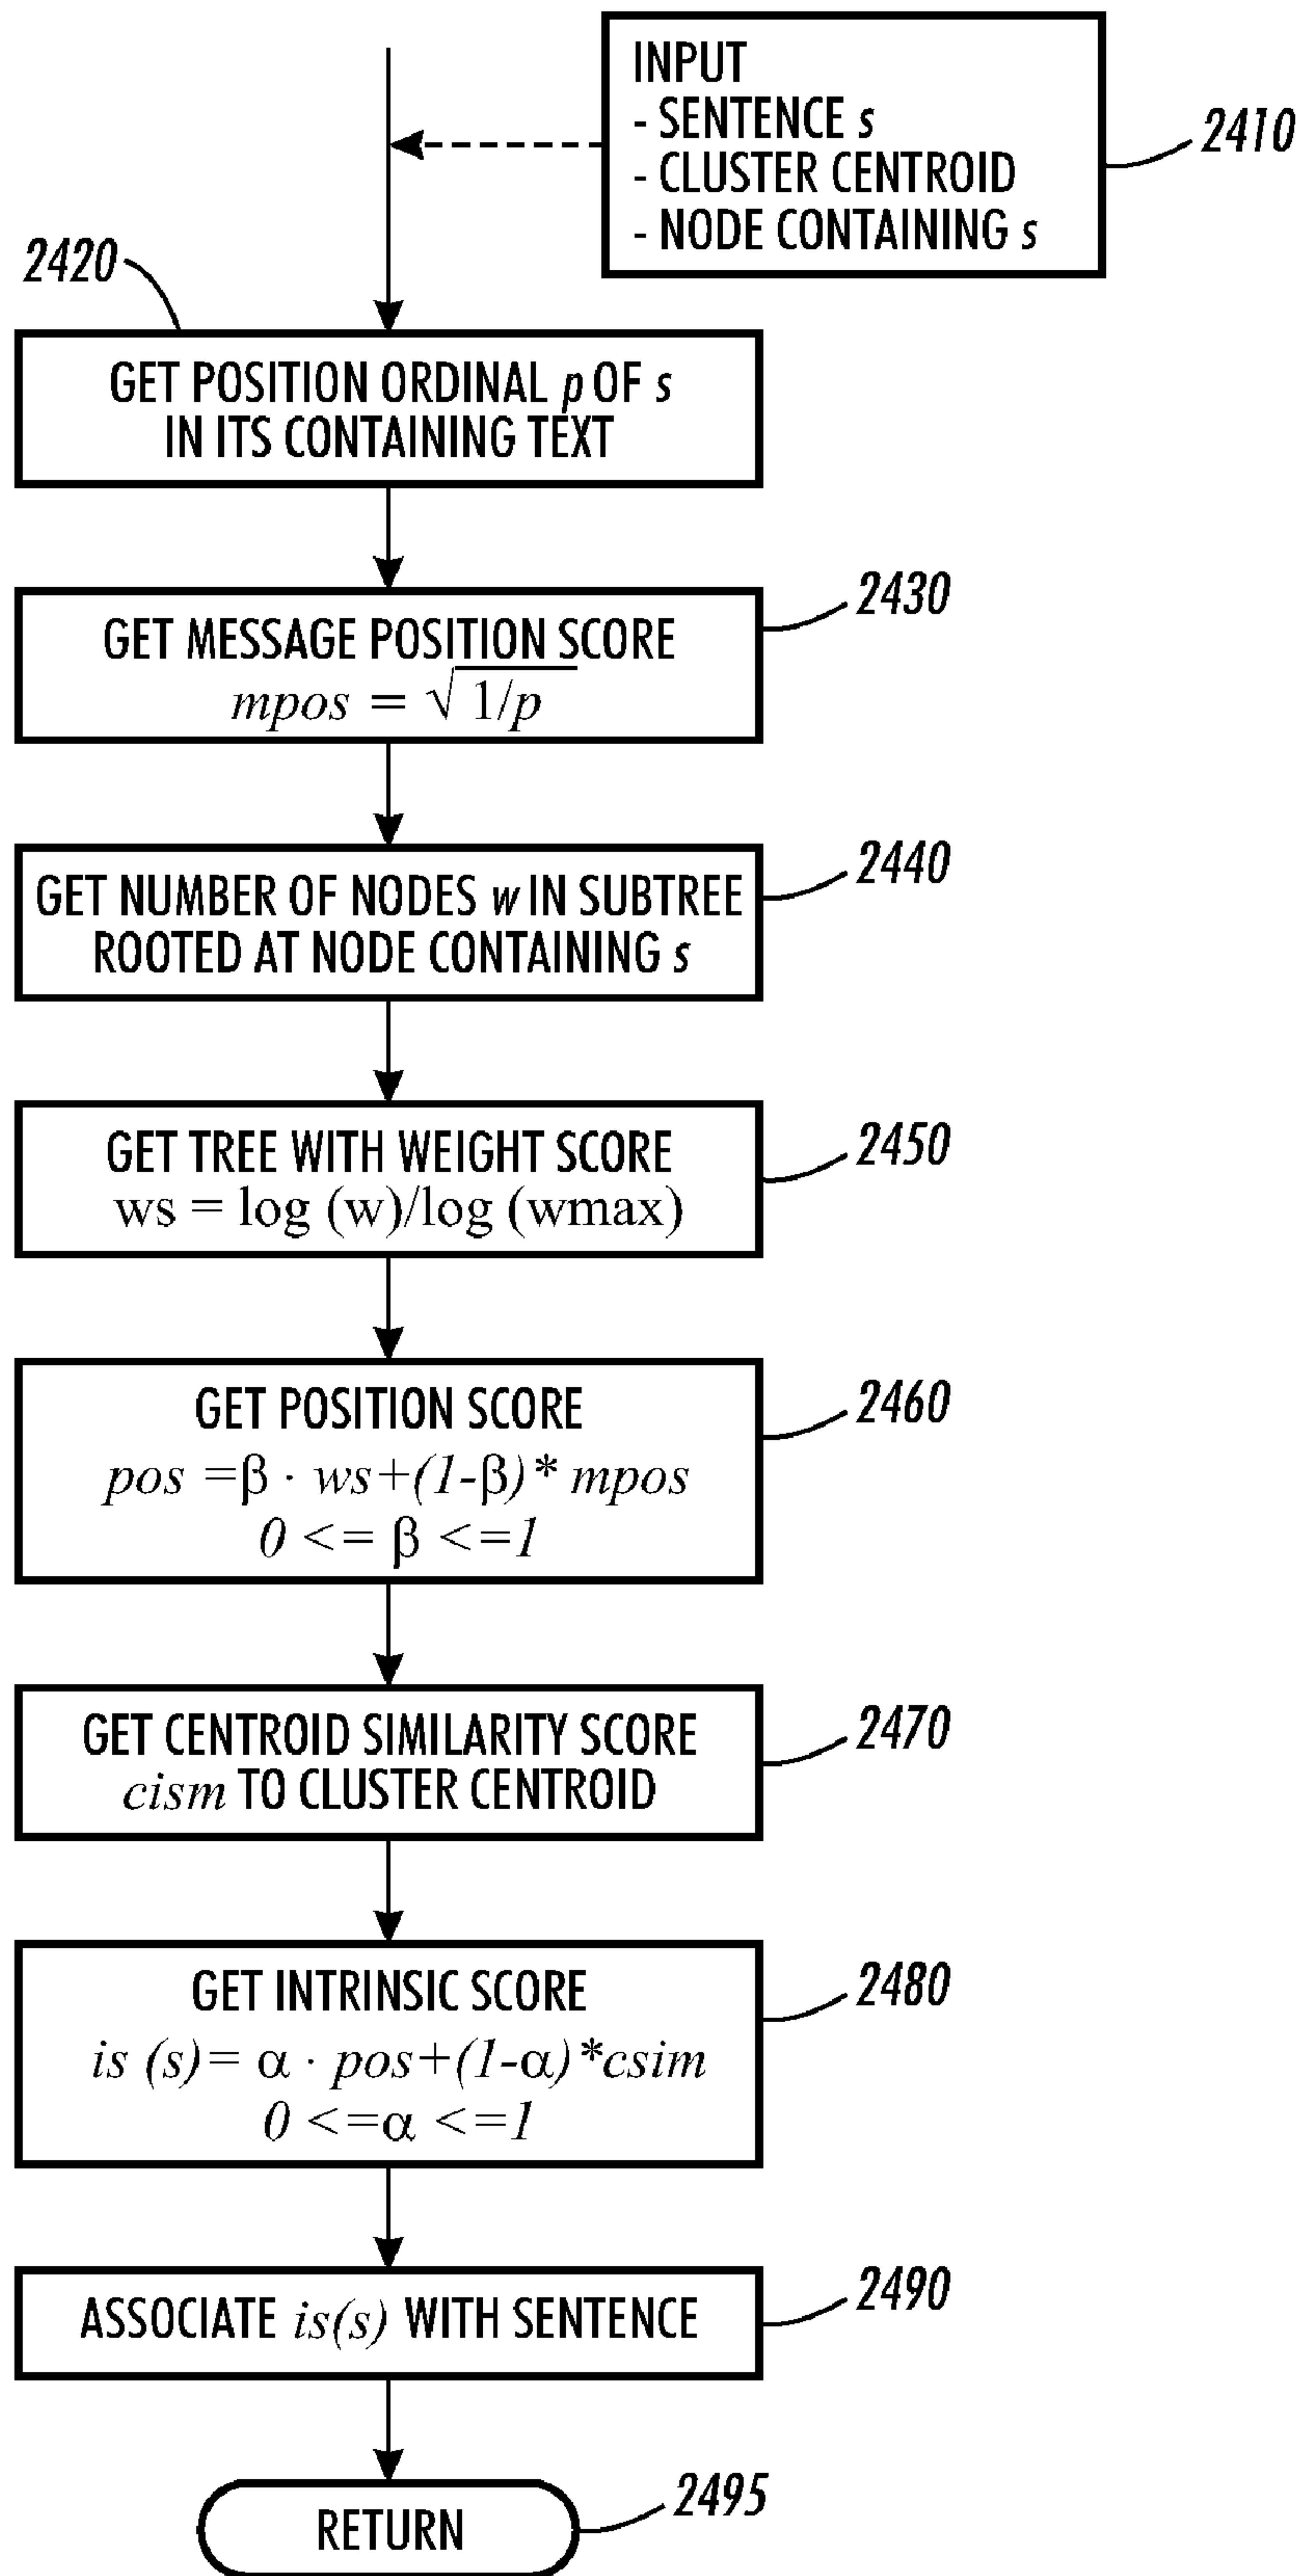 INPUT
- SENTENCE s
- CLUSTER CENTROID
- NODE CONTAINING s
2410
2420
GET POSITION ORDINAL p OF s
IN ITS CONTAINING TEXT
2430
GET MESSAGE POSITION SCORE
mpos = √1/p
2440
GET NUMBER OF NODES w IN SUBTREE
ROOTED AT NODE CONTAINING s
2450
GET TREE WITH WEIGHT SCORE
ws = log (w)/log (wmax)
2460
GET POSITION SCORE
pos =β · ws+(1-β)* mpos
0 <= β <=1
2470
GET CENTROID SIMILARITY SCORE
cism TO CLUSTER CENTROID
2480
GET INTRINSIC SCORE
is (s)= α · pos+(1-α)*csim
0 <=α <=1
2490
ASSOCIATE is(s) WITH SENTENCE
2495
RETURN